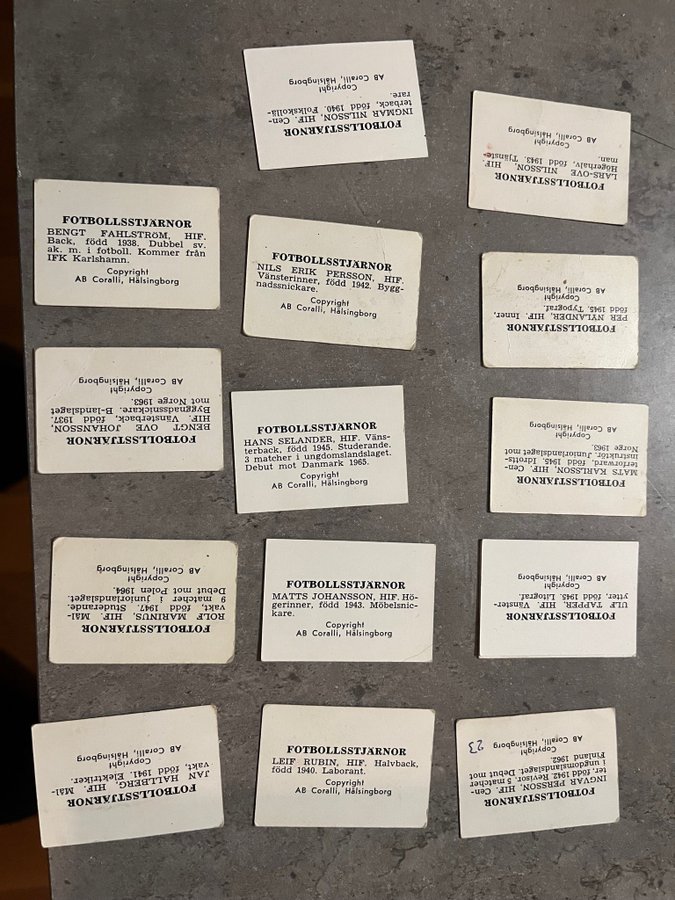 FOTBOLLSSTJÄRNOR
INGMAR NILSSON, HIF. Cen-
terback, född 1940. Folkskollä-
rare.
Copyright
AB Coralli, Hälsingborg
FOTBOLLSSTJÄRNOR
LARS-OVE NILSSON, HIF.
Högerhalv, född 1943. Tjänste-
man.
Copyright
AB Coralli, Hälsingborg
FOTBOLLSSTJÄRNOR
BENGT FAHLSTRÖM, HIF.
Back, född 1938. Dubbel sv.
ak. m. i fotboll. Kommer från
IFK Karlshamn.
Copyright
AB Coralli, Hälsingborg
FOTBOLLSSTJÄRNOR
NILS ERIK PERSSON, HIF.
Vänsterinner, född 1942. Bygg-
nadssnickare.
Copyright
AB Coralli, Hälsingborg
FOTBOLLSSTJÄRNOR
PER NYLANDER, HIF. Inner,
född 1945. Typograf.
Copyright
AB Coralli, Hälsingborg
FOTBOLLSSTJÄRNOR
BENGT OVE JOHANSSON,
HIF. Vänsterback, född 1937.
Byggnadssnickare. B-landslaget
mot Norge 1963.
Copyright
AB Coralli, Hälsingborg
FOTBOLLSSTJÄRNOR
HANS SELANDER, HIF. Väns-
terback, född 1945. Studerande.
3 matcher i ungdomslandslaget.
Debut mot Danmark 1965.
Copyright
AB Coralli, Hälsingborg
FOTBOLLSSTJÄRNOR
MATS KARLSSON, HIF. Cen-
terforward, född 1945. Idrotts-
instruktör. Juniorlandslaget mot
Norge 1963.
Copyright
AB Coralli, Hälsingborg
FOTBOLLSSTJÄRNOR
ROLF MARINUS, HIF. Mål-
vakt, född 1947. Studerande.
9 matcher i juniorlandslaget.
Debut mot Polen 1964.
Copyright
AB Coralli, Hälsingborg
FOTBOLLSSTJÄRNOR
MATTS JOHANSSON, HIF. Hö-
gerinner, född 1943. Möbelsnic-
kare.
Copyright
AB Coralli, Hälsingborg
FOTBOLLSSTJÄRNOR
ULF TAPPER, HIF. Vänster-
ytter, född 1945. Litograf.
Copyright
AB Coralli, Hälsingborg
FOTBOLLSSTJÄRNOR
JAN HALLBERG, HIF. Mål-
vakt, född 1941. Elektriker.
Copyright
AB Coralli, Hälsingborg
FOTBOLLSSTJÄRNOR
LEIF RUBIN, HIF. Halvback,
född 1940. Laborant.
Copyright
AB Coralli, Hälsingborg
FOTBOLLSSTJÄRNOR
INGVAR PERSSON, HIF. Cen-
ter, född 1942. Revisor. 5 matcher
i ungdomslandslaget. Debut mot
Finland 1962.
Copyright
AB Coralli, Hälsingborg
23